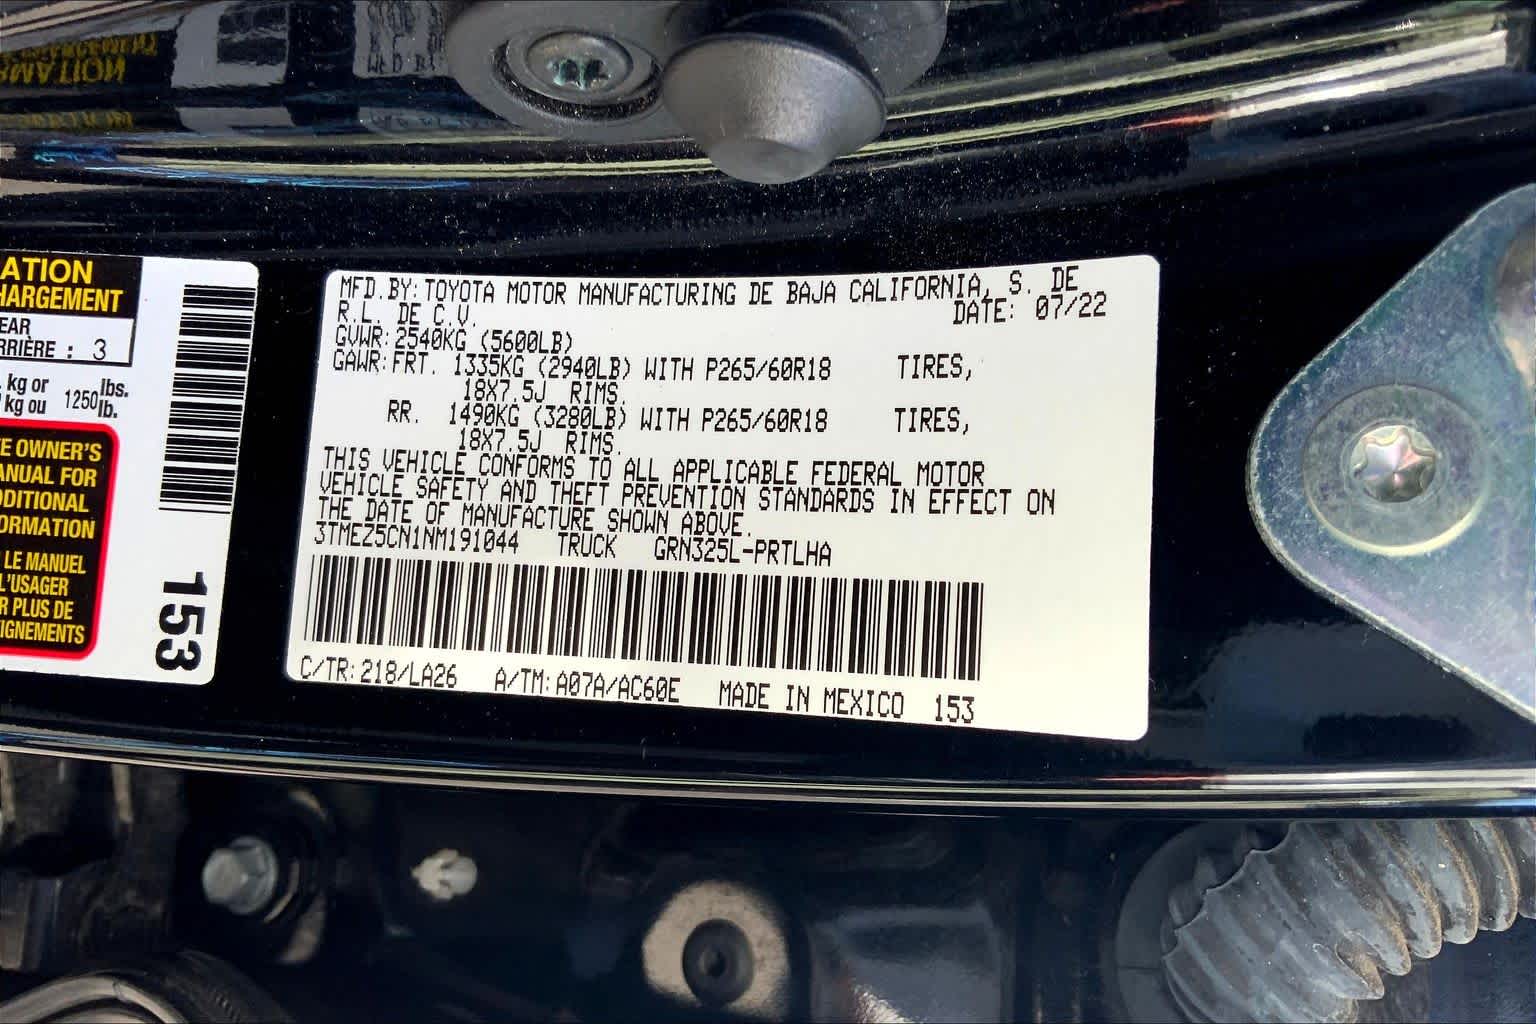 ATION
HARGEMENT
EAR
RRIÈRE : 3
kg or
kg ou 1250 lbs.
lb.
E OWNER'S
ANUAL FOR
DDITIONAL
ORMATION
LE MANUEL
L'USAGER
R PLUS DE
IGNEMENTS
153
MFD.BY:TOYOTA MOTOR MANUFACTURING DE BAJA CALIFORNIA, S. DE
R.L. DE C.V. DATE: 07/22
GVWR:2540KG (5600LB)
GAWR:FRT. 1335KG (2940LB) WITH P265/60R18 TIRES,
18X7.5J RIMS.
RR. 1490KG (3280LB) WITH P265/60R18 TIRES,
18X7.5J RIMS.
THIS VEHICLE CONFORMS TO ALL APPLICABLE FEDERAL MOTOR
VEHICLE SAFETY AND THEFT PREVENTION STANDARDS IN EFFECT ON
THE DATE OF MANUFACTURE SHOWN ABOVE.
3TMEZ5CN1NM191044 TRUCK GRN325L-PRTLHA
C/TR:218/LA26 A/TM:A07A/AC60E MADE IN MEXICO 153